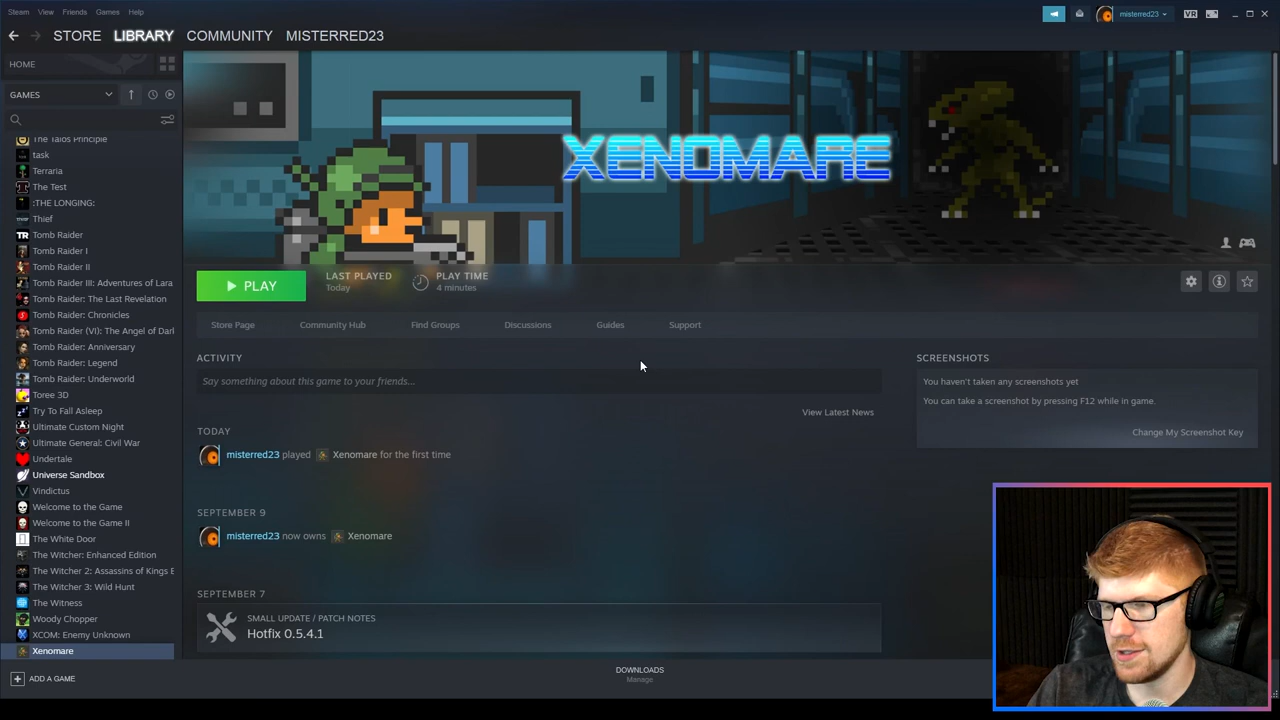 Steam View Friends Games Help
misterred23
VR
STORE LIBRARY COMMUNITY MISTERRED23
HOME
GAMES
The Talos Principle
task
Terraria
The Test
:THE LONGING:
Thief
Tomb Raider
Tomb Raider I
Tomb Raider II
Tomb Raider III: Adventures of Lara
Tomb Raider: The Last Revelation
Tomb Raider: Chronicles
Tomb Raider (VI): The Angel of Dark
Tomb Raider: Anniversary
Tomb Raider: Legend
Tomb Raider: Underworld
Toree 3D
Try To Fall Asleep
Ultimate Custom Night
Ultimate General: Civil War
Undertale
Universe Sandbox
Vindictus
Welcome to the Game
Welcome to the Game II
The White Door
The Witcher: Enhanced Edition
The Witcher 2: Assassins of Kings E
The Witcher 3: Wild Hunt
The Witness
Woody Chopper
XCOM: Enemy Unknown
Xenomare
ADD A GAME
XENOMARE
PLAY
LAST PLAYED
Today
PLAY TIME
4 minutes
Store Page Community Hub Find Groups Discussions Guides Support
ACTIVITY
Say something about this game to your friends...
View Latest News
TODAY
misterred23 played Xenomare for the first time
SEPTEMBER 9
misterred23 now owns Xenomare
SEPTEMBER 7
SMALL UPDATE / PATCH NOTES
Hotfix 0.5.4.1
SCREENSHOTS
You haven't taken any screenshots yet
You can take a screenshot by pressing F12 while in game.
Change My Screenshot Key
DOWNLOADS
Manage